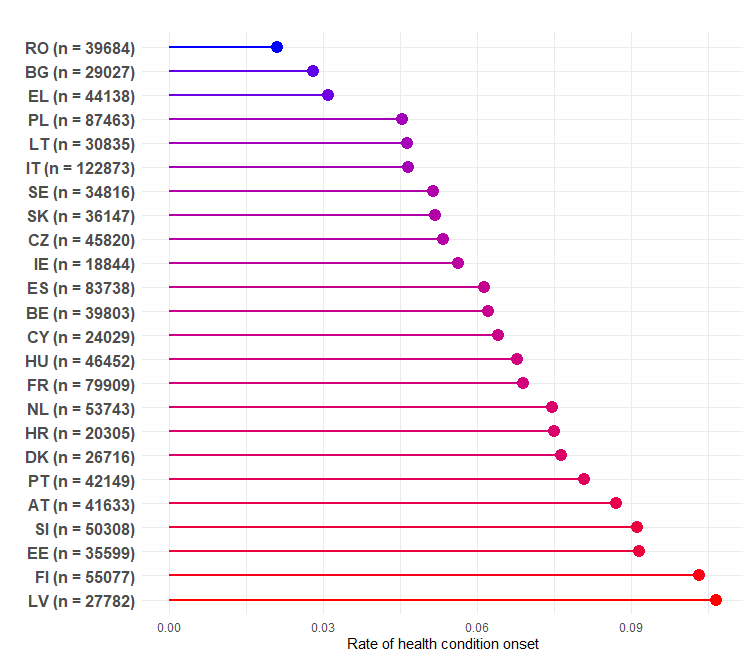 RO (n = 39684)
BG (n = 29027)
EL (n = 44138)
PL (n = 87463)
LT (n = 30835)
IT (n = 122873)
SE (n = 34816)
SK (n = 36147)
CZ (n = 45820)
IE (n = 18844)
ES (n = 83738)
BE (n = 39803)
CY (n = 24029)
HU (n = 46452)
FR (n = 79909)
NL (n = 53743)
HR (n = 20305)
DK (n = 26716)
PT (n = 42149)
AT (n = 41633)
SI (n = 50308)
EE (n = 35599)
FI (n = 55077)
LV (n = 27782)
0.00 0.03 0.06 0.09
Rate of health condition onset